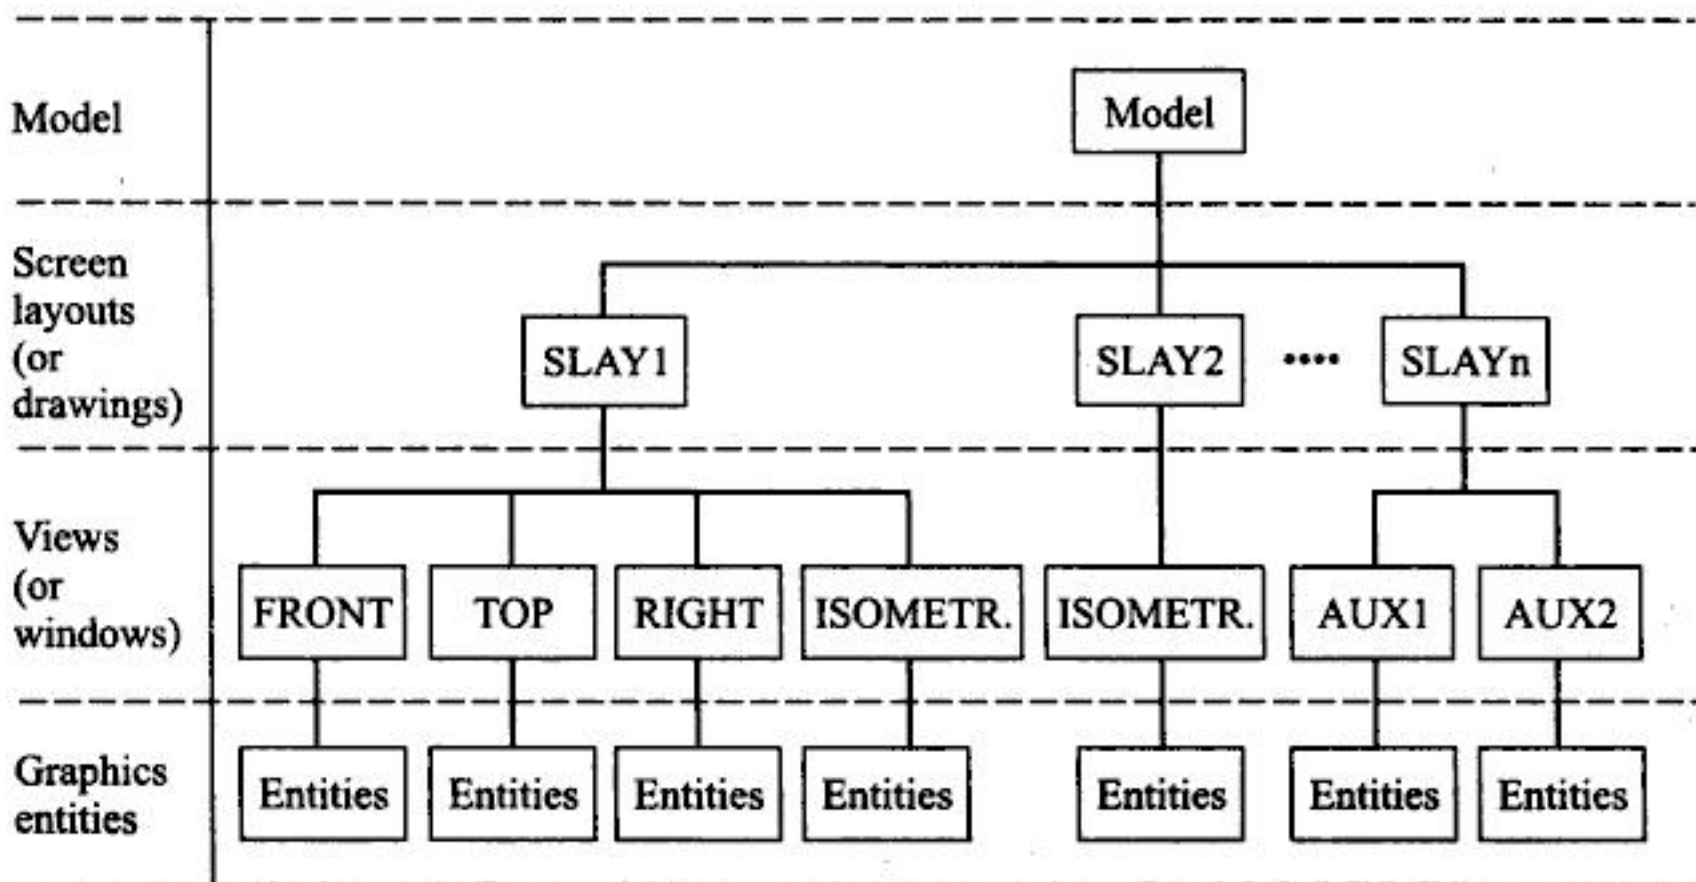 Model
Model
Screen
layouts
(or
drawings)
SLAY1
SLAY2
....
SLAYn
Views
(or
windows)
FRONT
TOP
RIGHT
ISOMETR.
ISOMETR.
AUX1
AUX2
Graphics
entities
Entities
Entities
Entities
Entities
Entities
Entities
Entities